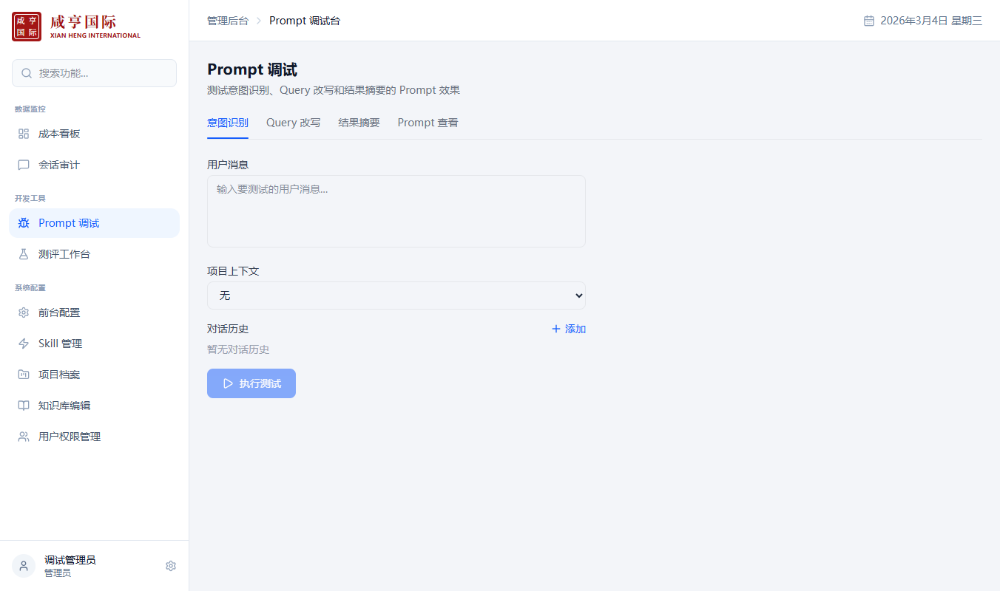 咸亨
国际
咸亨国际
XIAN HENG INTERNATIONAL
搜索功能...
数据监控
成本看板
会话审计
开发工具
Prompt 调试
测评工作台
系统配置
前台配置
Skill 管理
项目档案
知识库编辑
用户权限管理
调试管理员
管理员
管理后台 > Prompt 调试台
2026年3月4日 星期三
Prompt 调试
测试意图识别、Query 改写和结果摘要的 Prompt 效果
意图识别 Query 改写 结果摘要 Prompt 查看
用户消息
输入要测试的用户消息...
项目上下文
无
对话历史
添加
暂无对话历史
执行测试